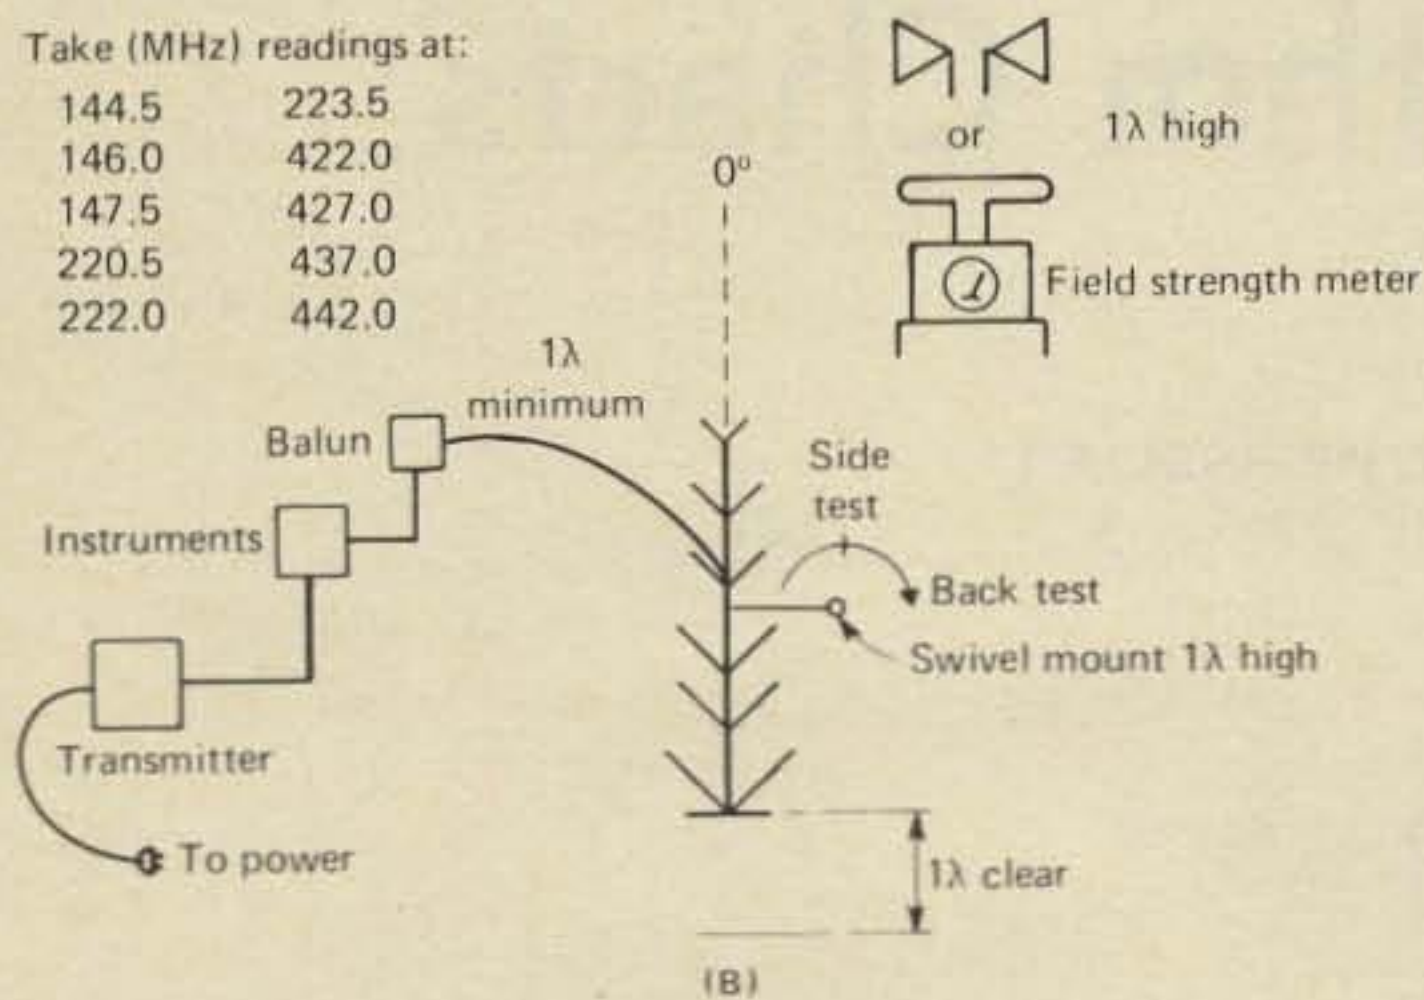 Take (MHz) readings at:
144.5 223.5
146.0 422.0
147.5 427.0
220.5 437.0
222.0 442.0
or
1λ high
0°
Field strength meter
1λ
minimum
Balun
Side
test
Instruments
Back test
Swivel mount 1λ high
Transmitter
To power
1λ clear
(B)